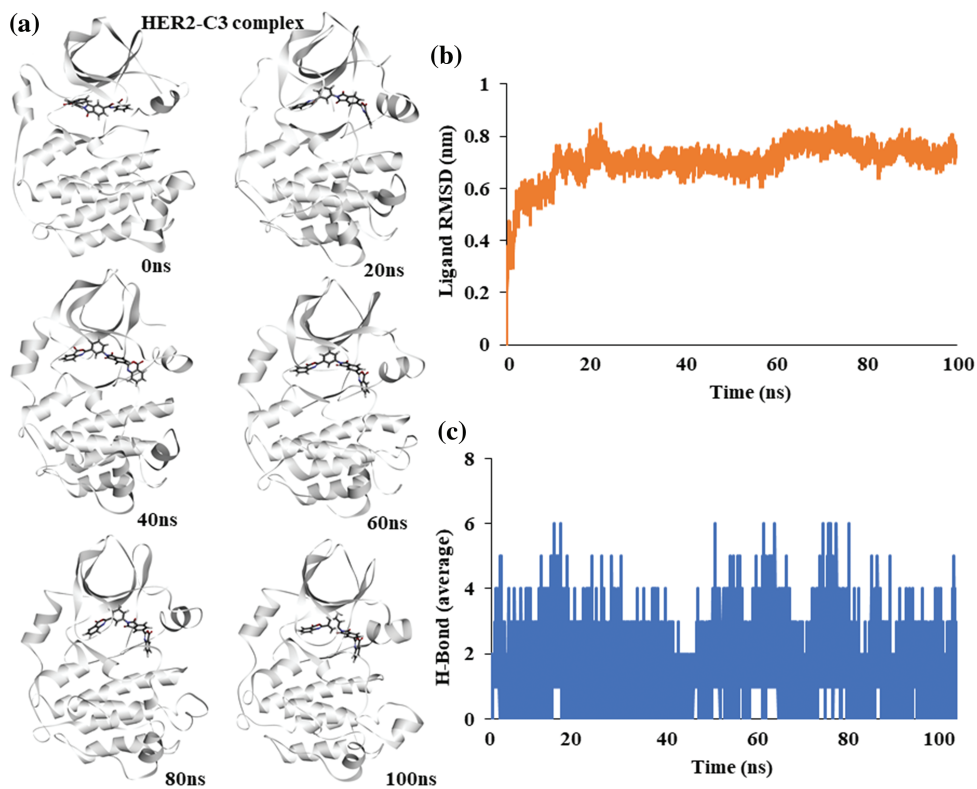 (a)
HER2-C3 complex
0ns
20ns
40ns
60ns
80ns
100ns
(b)
1
0.8
0.6
0.4
0.2
0
Ligand RMSD (nm)
0 20 40 60 80 100
Time (ns)
(c)
8
6
4
2
0
H-Bond (average)
0 20 40 60 80 100
Time (ns)